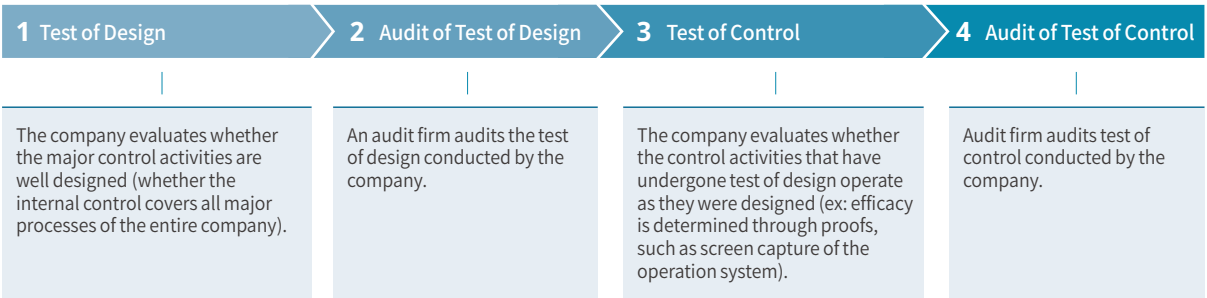 1 Test of Design
2 Audit of Test of Design
3 Test of Control
4 Audit of Test of Control
The company evaluates whether
the major control activities are
well designed (whether the
internal control covers all major
processes of the entire company).
An audit firm audits the test
of design conducted by the
company.
The company evaluates whether
the control activities that have
undergone test of design operate
as they were designed (ex: efficacy
is determined through proofs,
such as screen capture of the
operation system).
Audit firm audits test of
control conducted by the
company.